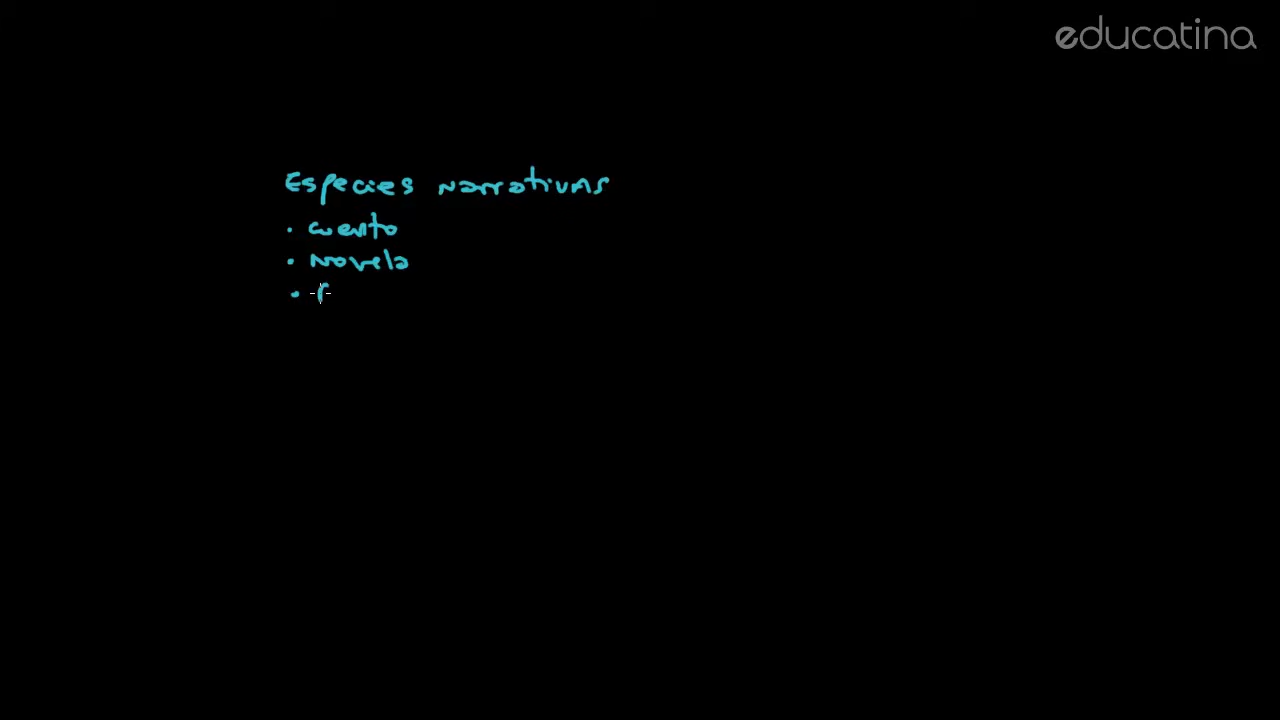 educatina
Especies narrativas
• cuento
• novela
•